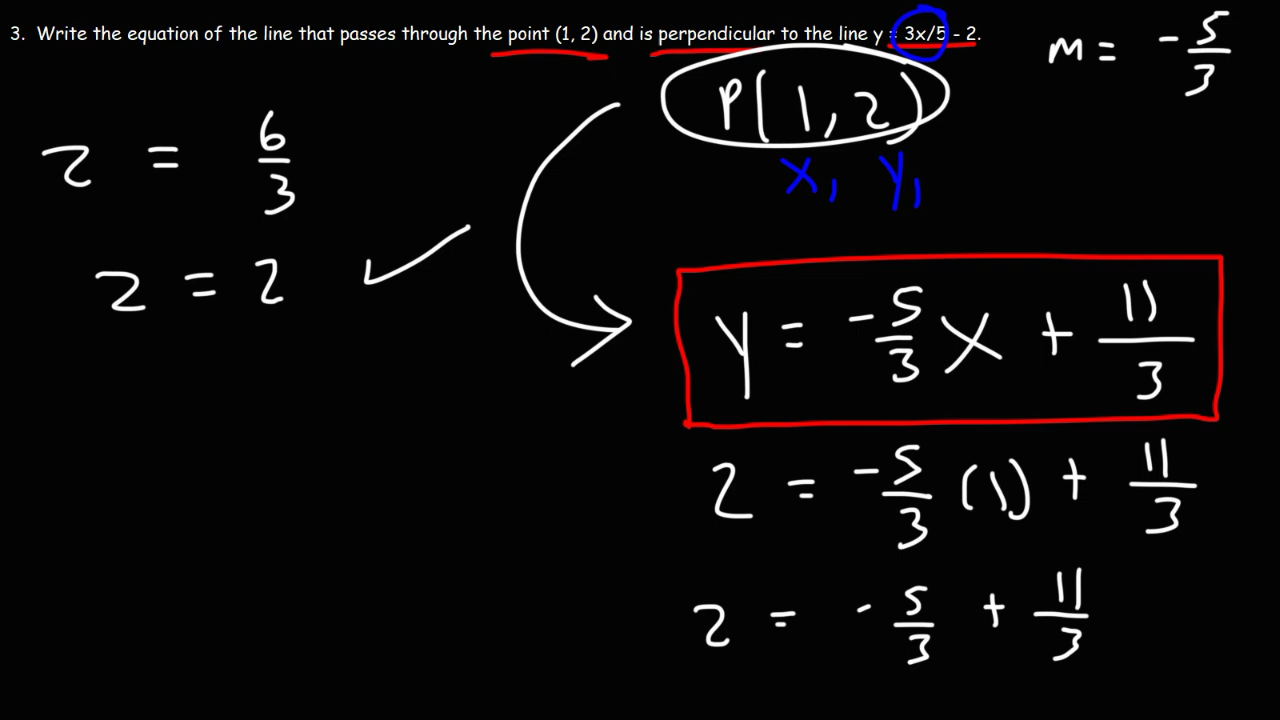 3. Write the equation of the line that passes through the point (1, 2) and is perpendicular to the line y = 3x/5 - 2.
m = -5/3
P(1, 2)
x₁ y₁
2 = 6/3
2 = 2 ✓
y = -5/3 x + 11/3
2 = -5/3 (1) + 11/3
2 = -5/3 + 11/3